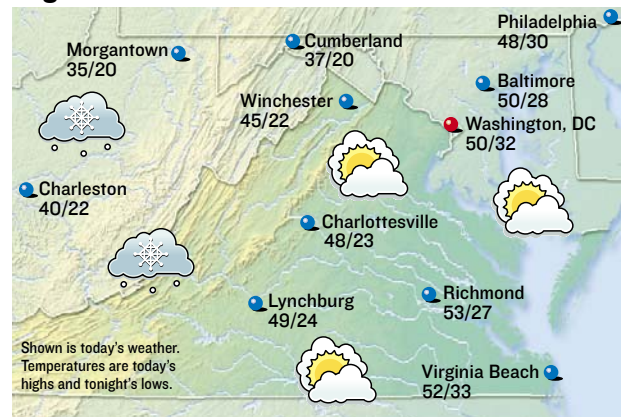 Philadelphia
48/30
Morgantown
35/20
Cumberland
37/20
Baltimore
50/28
Winchester
45/22
Washington, DC
50/32
Charleston
40/22
Charlottesville
48/23
Lynchburg
49/24
Richmond
53/27
Shown is today's weather.
Temperatures are today's
highs and tonight's lows.
Virginia Beach
52/33